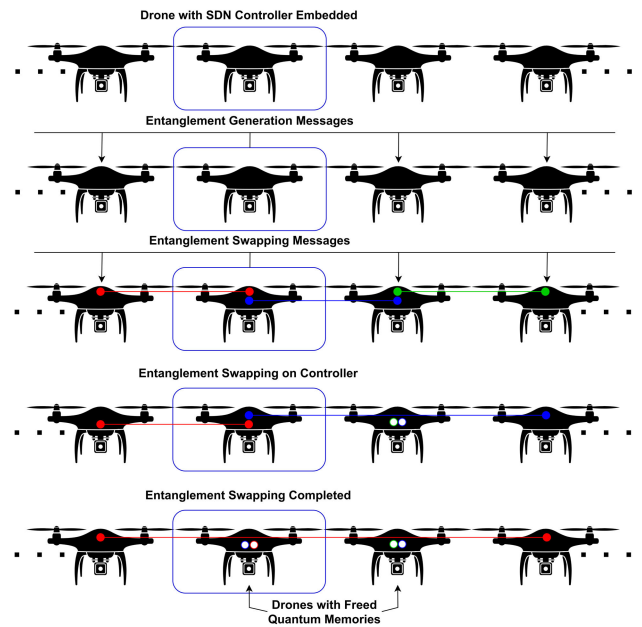 Drone with SDN Controller Embedded
Entanglement Generation Messages
Entanglement Swapping Messages
Entanglement Swapping on Controller
Entanglement Swapping Completed
Drones with Freed
Quantum Memories